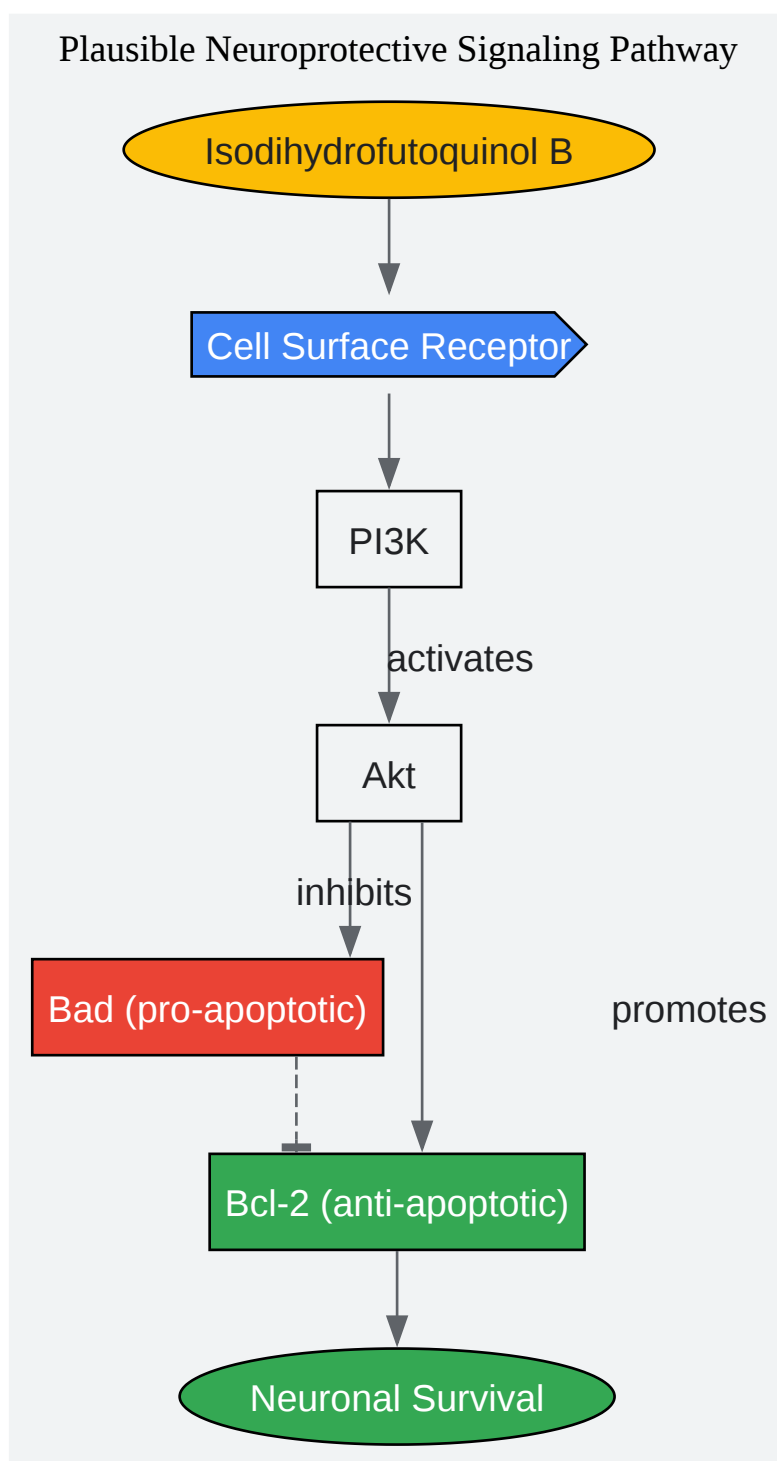 Plausible Neuroprotective Signaling Pathway
Isodihydrofutoquinol B
Cell Surface Receptor
PI3K
activates
Akt
inhibits
Bad (pro-apoptotic)
promotes
Bcl-2 (anti-apoptotic)
Neuronal Survival